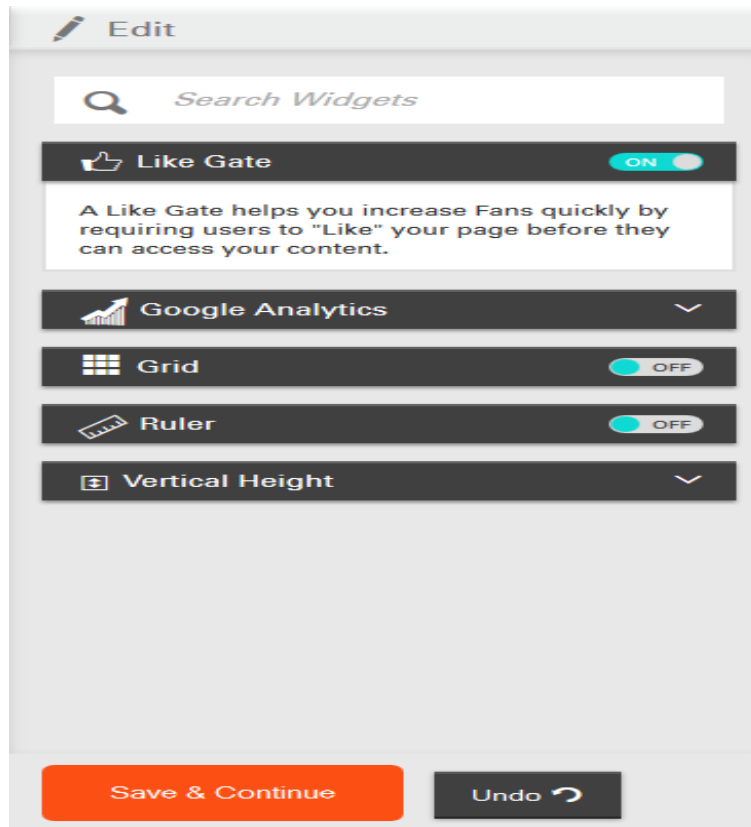 Edit
Search Widgets
Like Gate ON
A Like Gate helps you increase Fans quickly by
requiring users to "Like" your page before they
can access your content.
Google Analytics
Grid OFF
Ruler OFF
Vertical Height
Save & Continue Undo